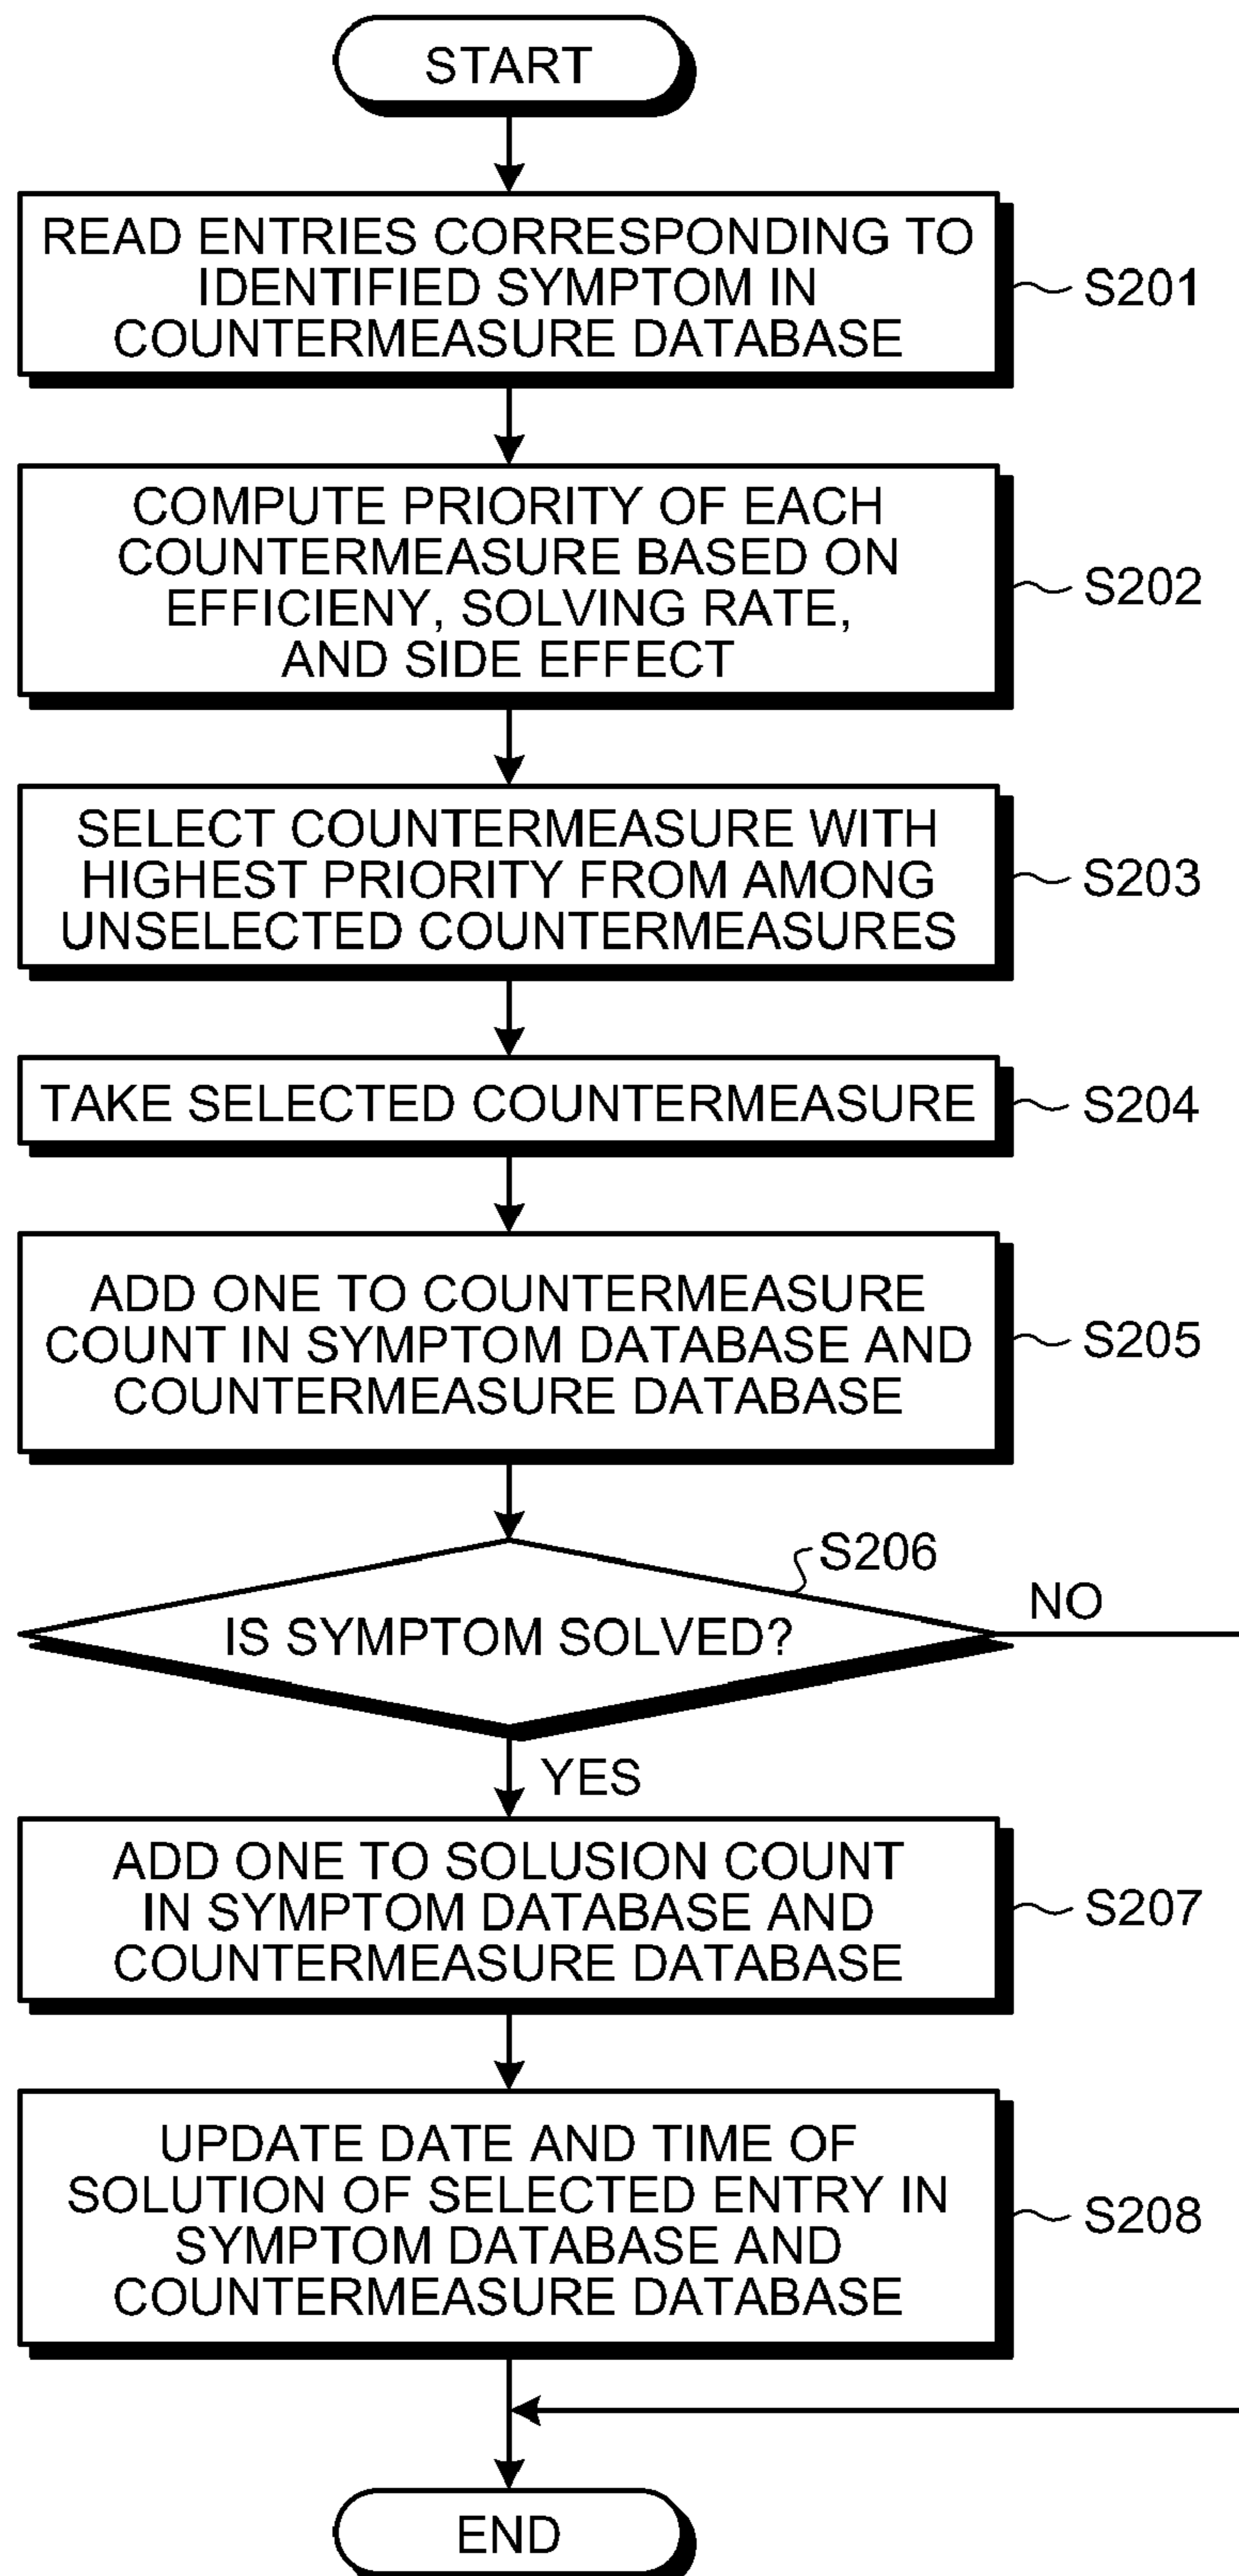 START
READ ENTRIES CORRESPONDING TO
IDENTIFIED SYMPTOM IN
COUNTERMEASURE DATABASE
S201
COMPUTE PRIORITY OF EACH
COUNTERMEASURE BASED ON
EFFICIENY, SOLVING RATE,
AND SIDE EFFECT
S202
SELECT COUNTERMEASURE WITH
HIGHEST PRIORITY FROM AMONG
UNSELECTED COUNTERMEASURES
S203
TAKE SELECTED COUNTERMEASURE
S204
ADD ONE TO COUNTERMEASURE
COUNT IN SYMPTOM DATABASE AND
COUNTERMEASURE DATABASE
S205
S206
IS SYMPTOM SOLVED?
NO
YES
ADD ONE TO SOLUSION COUNT
IN SYMPTOM DATABASE AND
COUNTERMEASURE DATABASE
S207
UPDATE DATE AND TIME OF
SOLUTION OF SELECTED ENTRY IN
SYMPTOM DATABASE AND
COUNTERMEASURE DATABASE
S208
END